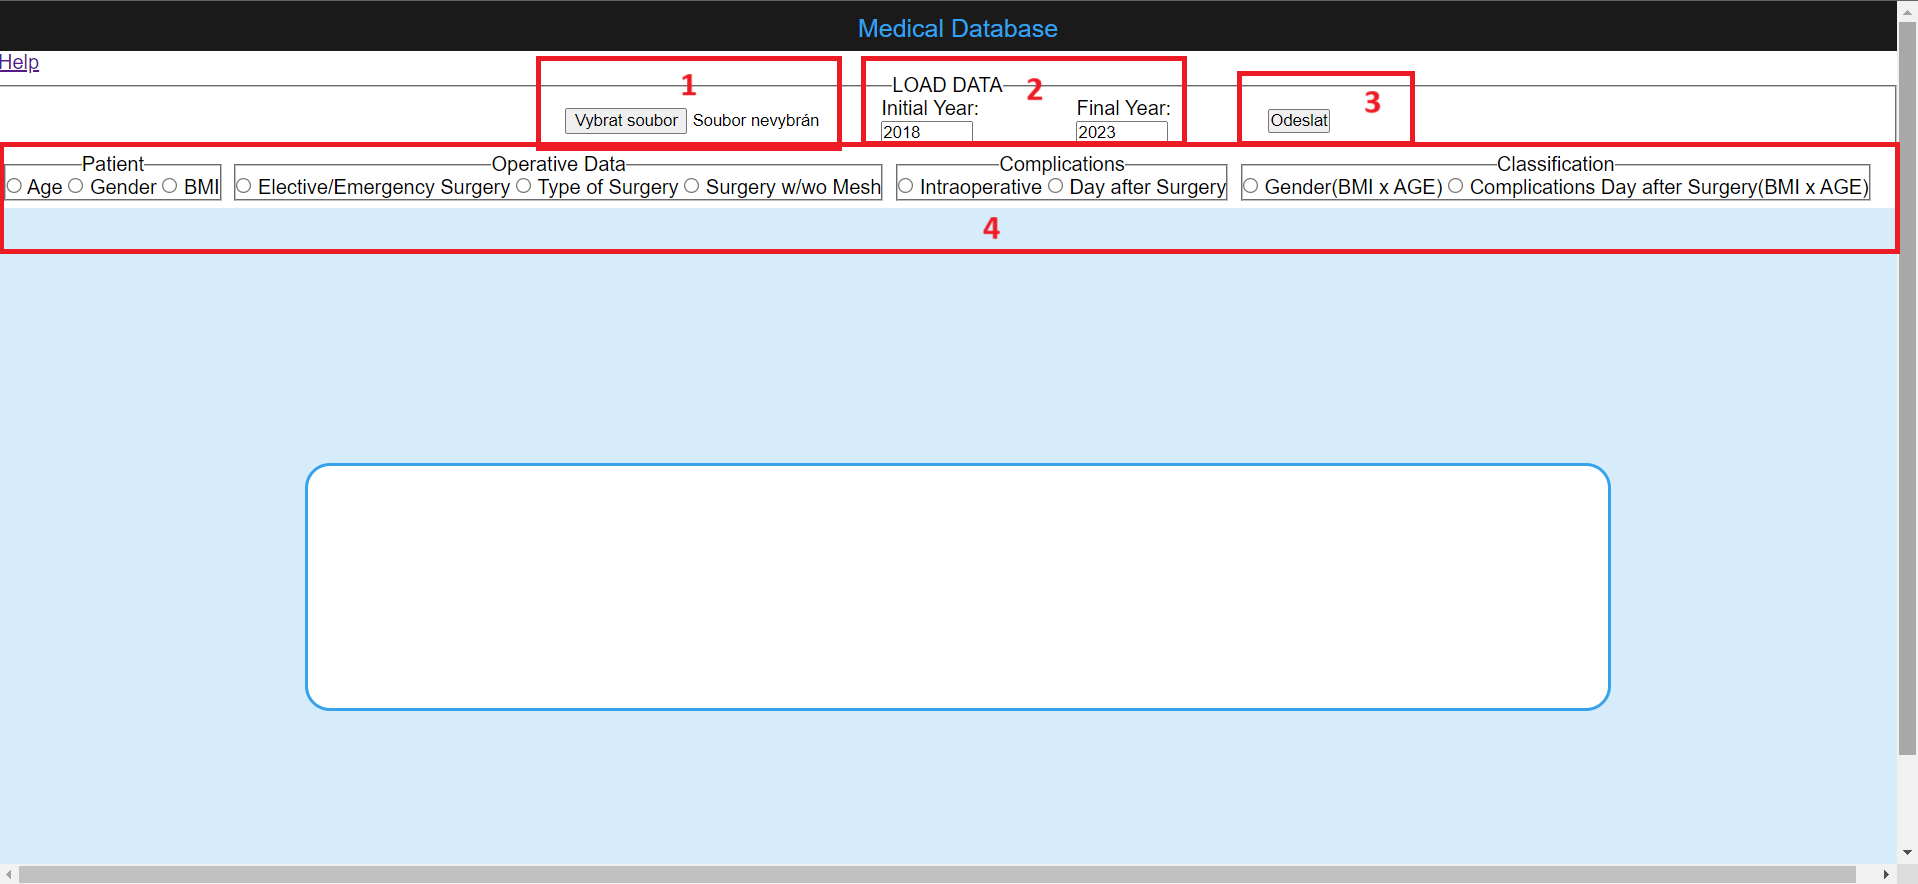 Medical Database
Help
1
LOAD DATA
2
3
Initial Year:
Final Year:
Vybrat soubor Soubor nevybrán
2018
2023
Odeslat
Patient
Operative Data
Complications
Classification
Age Gender BMI
Elective/Emergency Surgery Type of Surgery Surgery w/wo Mesh
Intraoperative Day after Surgery
Gender(BMI x AGE) Complications Day after Surgery(BMI x AGE)
4